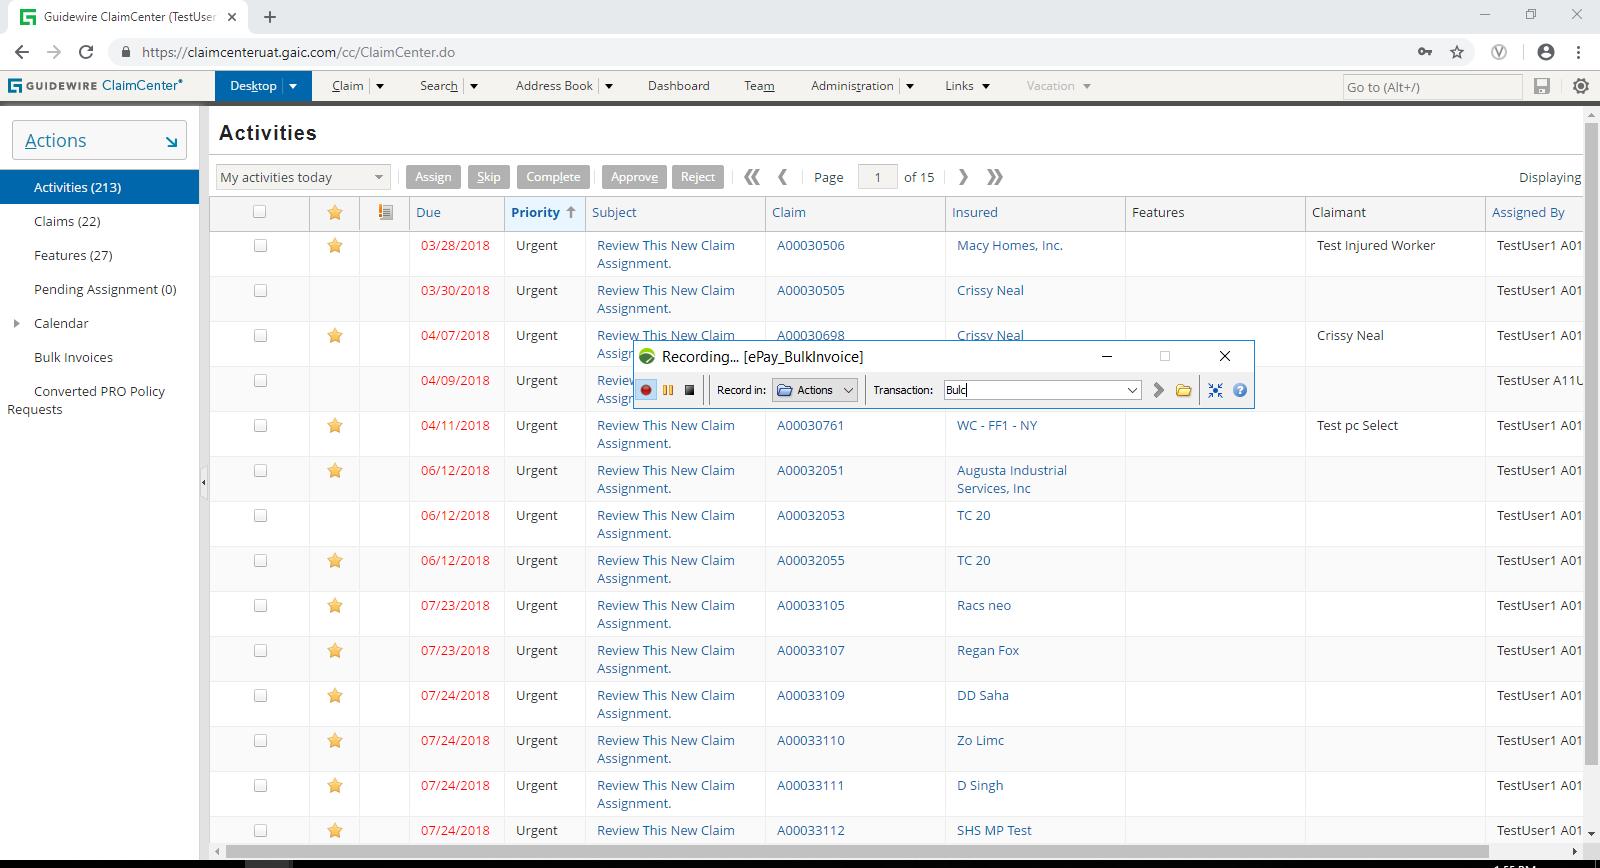 Guidewire ClaimCenter (TestUser
https://claimcenteruat.gaic.com/cc/ClaimCenter.do
GUIDEWIRE ClaimCenter
Desktop Claim Search Address Book Dashboard Team Administration Links Vacation Go to (Alt+/)
Actions
Activities (213)
Claims (22)
Features (27)
Pending Assignment (0)
Calendar
Bulk Invoices
Converted PRO Policy
Requests
Activities
My activities today Assign Skip Complete Approve Reject Page 1 of 15 Displaying
Due Priority Subject Claim Insured Features Claimant Assigned By
03/28/2018 Urgent Review This New Claim A00030506 Macy Homes, Inc. Test Injured Worker TestUser1 A01
Assignment.
03/30/2018 Urgent Review This New Claim A00030505 Crissy Neal TestUser1 A01
Assignment.
04/07/2018 Urgent Review This New Claim A00030698 Crissy Neal Crissy Neal TestUser1 A01
Assigr
Recording... [ePay_BulkInvoice]
Record in: Actions Transaction: Bulc
04/09/2018 Urgent Reviev TestUser A11U
Assigr
04/11/2018 Urgent Review This New Claim A00030761 WC - FF1 - NY Test pc Select TestUser1 A01
Assignment.
06/12/2018 Urgent Review This New Claim A00032051 Augusta Industrial TestUser1 A01
Assignment. Services, Inc
06/12/2018 Urgent Review This New Claim A00032053 TC 20 TestUser1 A01
Assignment.
06/12/2018 Urgent Review This New Claim A00032055 TC 20 TestUser1 A01
Assignment.
07/23/2018 Urgent Review This New Claim A00033105 Racs neo TestUser1 A01
Assignment.
07/23/2018 Urgent Review This New Claim A00033107 Regan Fox TestUser1 A01
Assignment.
07/24/2018 Urgent Review This New Claim A00033109 DD Saha TestUser1 A01
Assignment.
07/24/2018 Urgent Review This New Claim A00033110 Zo Limc TestUser1 A01
Assignment.
07/24/2018 Urgent Review This New Claim A00033111 D Singh TestUser1 A01
Assignment.
07/24/2018 Urgent Review This New Claim A00033112 SHS MP Test TestUser1 A01